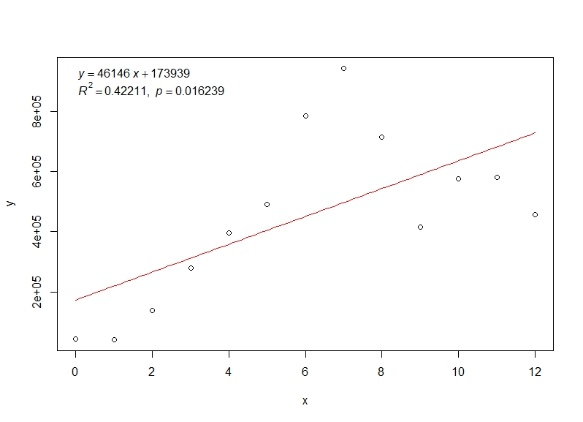 y = 46146 x + 173939
R² = 0.42211, p = 0.016239
8e+05
6e+05
4e+05
2e+05
y
0 2 4 6 8 10 12
x